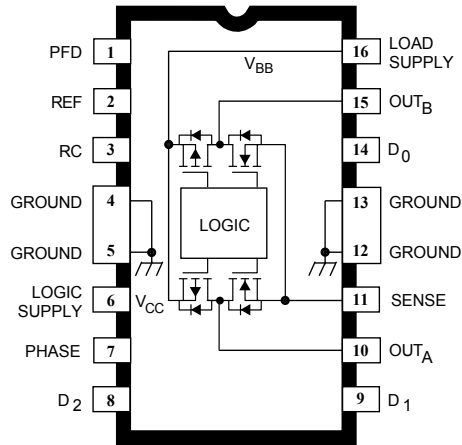 PFD 1
REF 2
RC 3
GROUND 4
GROUND 5
LOGIC
SUPPLY 6
V_CC
PHASE 7
D_2 8
V_BB
LOGIC
16 LOAD
SUPPLY
15 OUT_B
14 D_0
13 GROUND
12 GROUND
11 SENSE
10 OUT_A
9 D_1